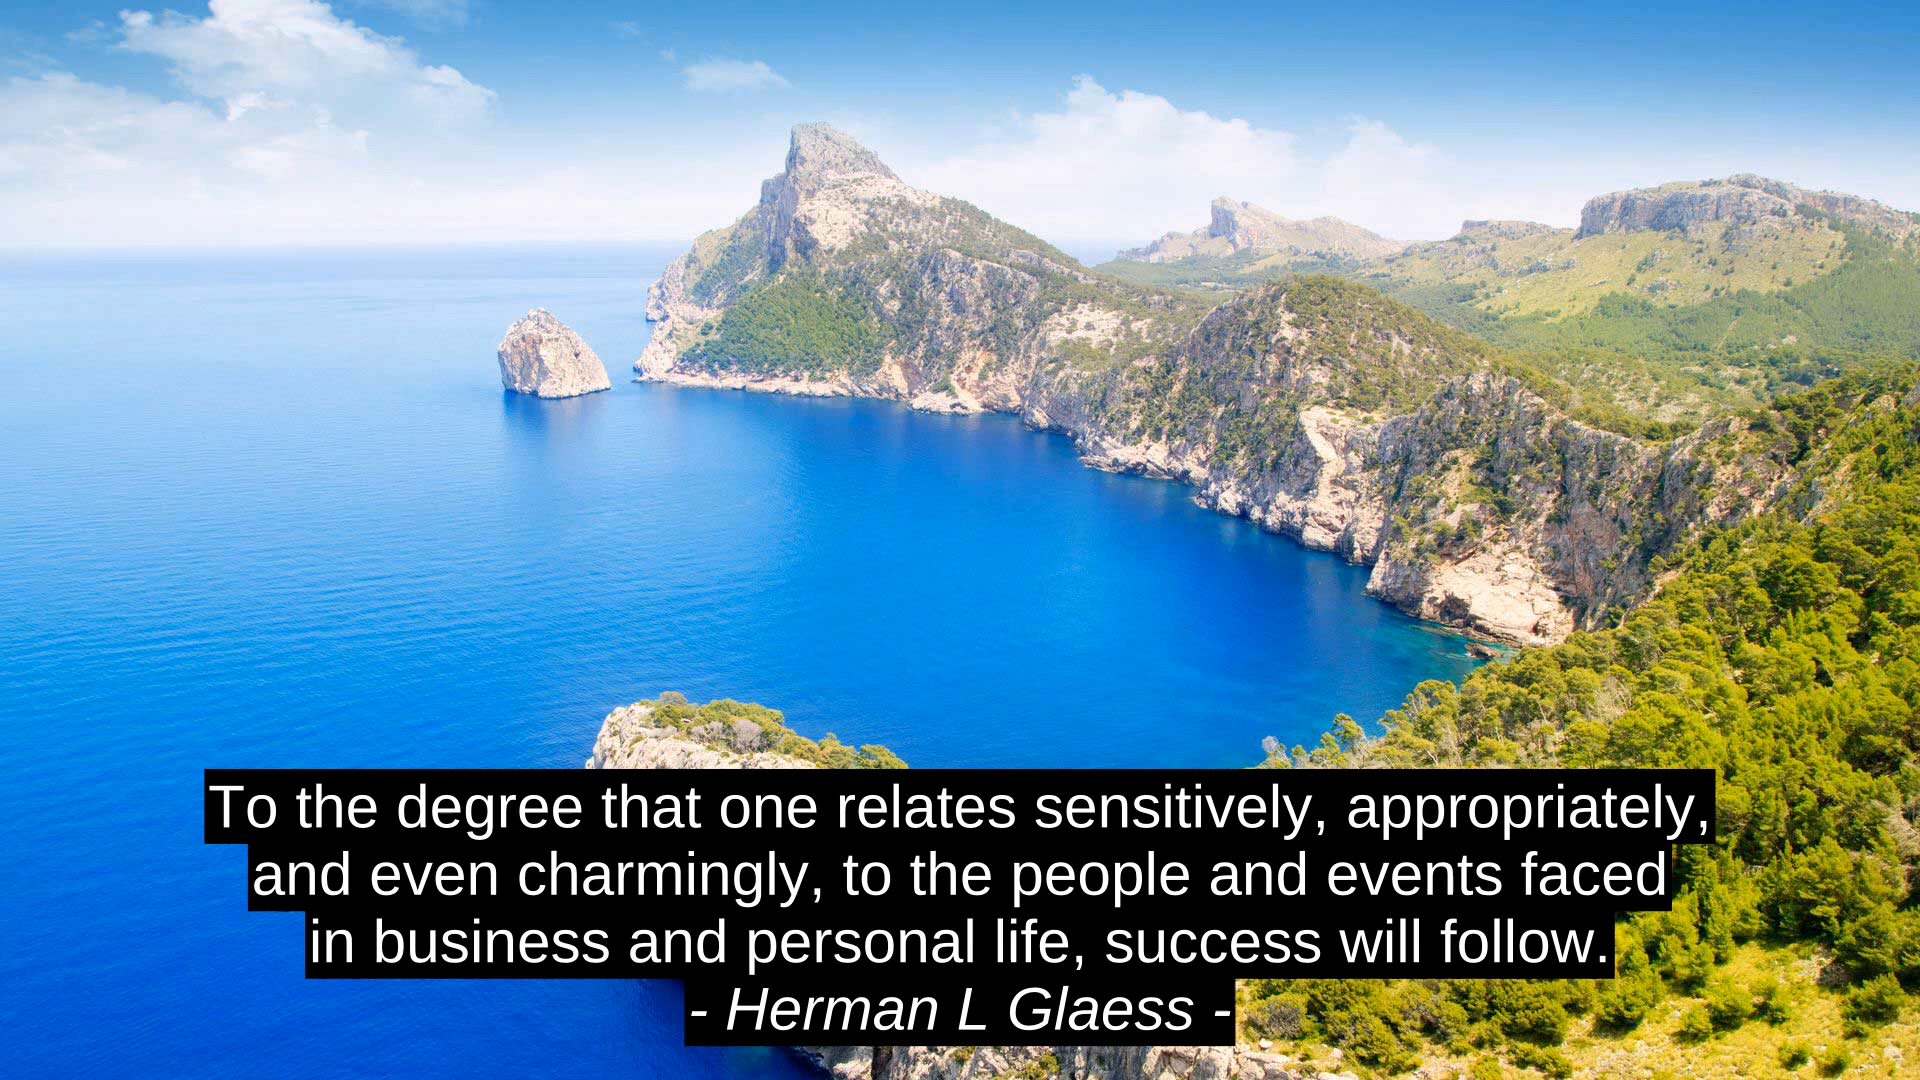 To the degree that one relates sensitively, appropriately,
and even charmingly, to the people and events faced
in business and personal life, success will follow.
- Herman L Glaess -